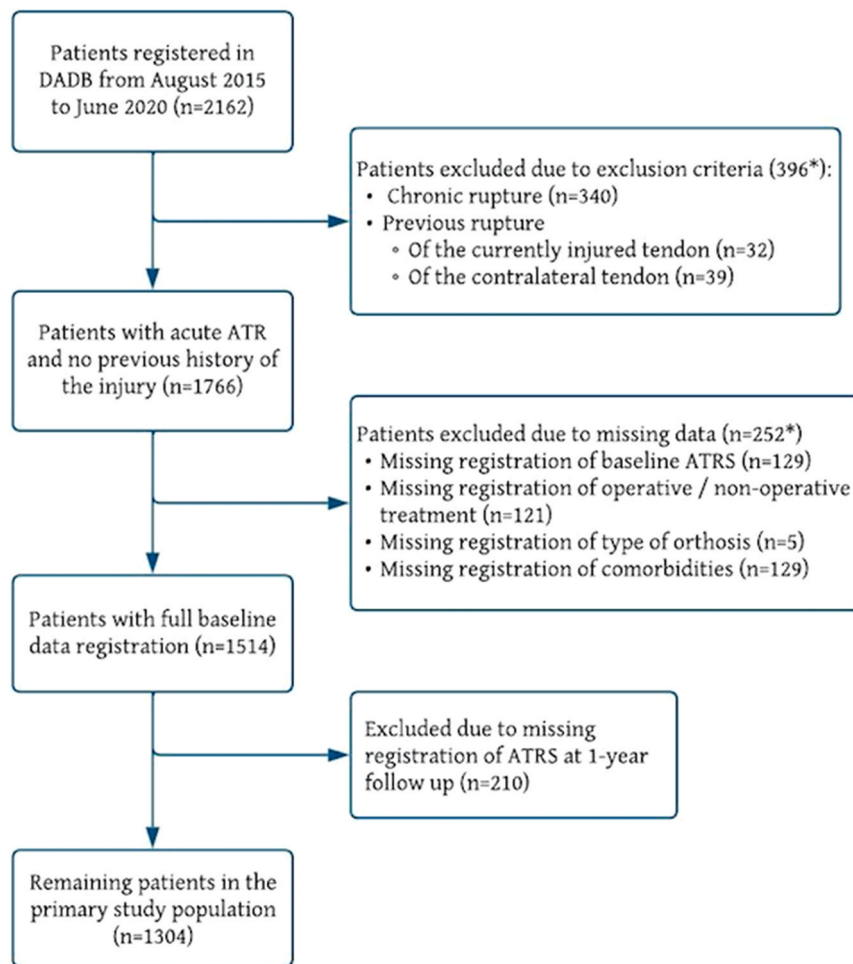 Patients registered in
DADB from August 2015
to June 2020 (n=2162)
Patients excluded due to exclusion criteria (396*):
• Chronic rupture (n=340)
• Previous rupture
∘ Of the currently injured tendon (n=32)
∘ Of the contralateral tendon (n=39)
Patients with acute ATR
and no previous history of
the injury (n=1766)
Patients excluded due to missing data (n=252*)
• Missing registration of baseline ATRS (n=129)
• Missing registration of operative / non-operative
treatment (n=121)
• Missing registration of type of orthosis (n=5)
• Missing registration of comorbidities (n=129)
Patients with full baseline
data registration (n=1514)
Excluded due to missing
registration of ATRS at 1-year
follow up (n=210)
Remaining patients in the
primary study population
(n=1304)